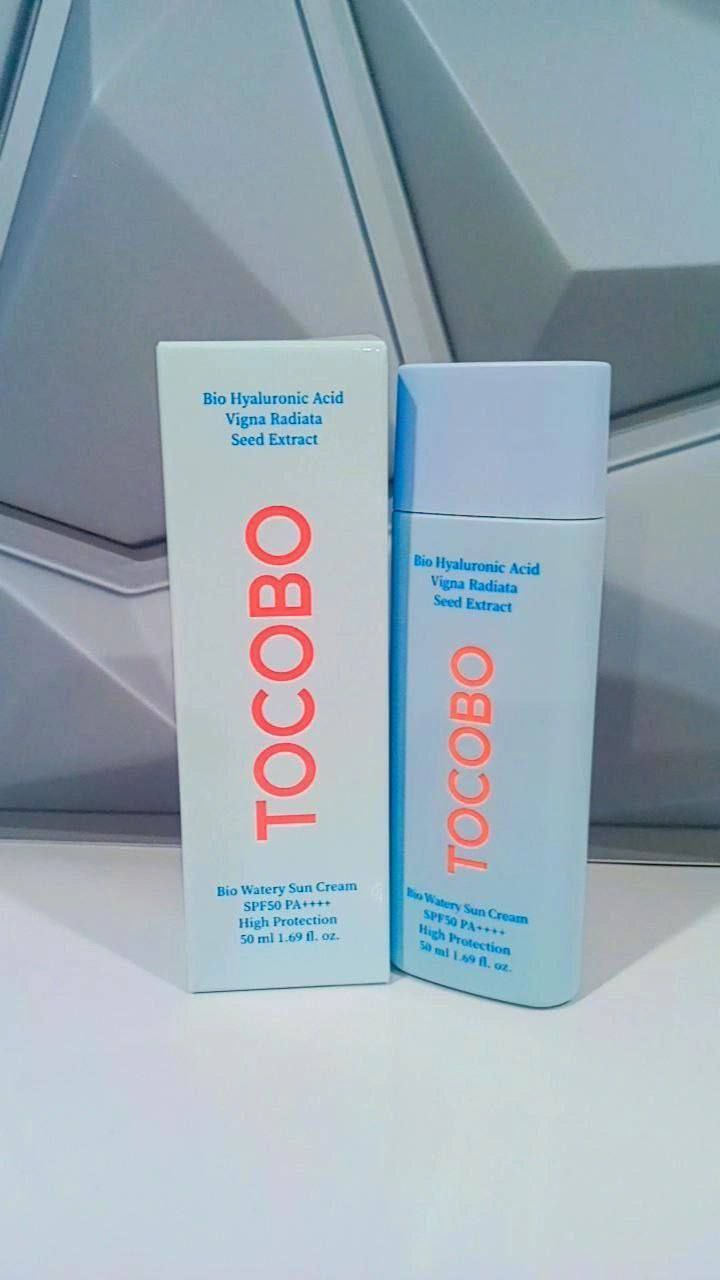 Bio Hyaluronic Acid
Vigna Radiata
Seed Extract
TOCOBO
Bio Watery Sun Cream
SPF50 PA++++
High Protection
50 ml 1.69 fl. oz.
Bio Hyaluronic Acid
Vigna Radiata
Seed Extract
TOCOBO
Bio Watery Sun Cream
SPF50 PA++++
High Protection
50 ml 1.69 fl. oz.